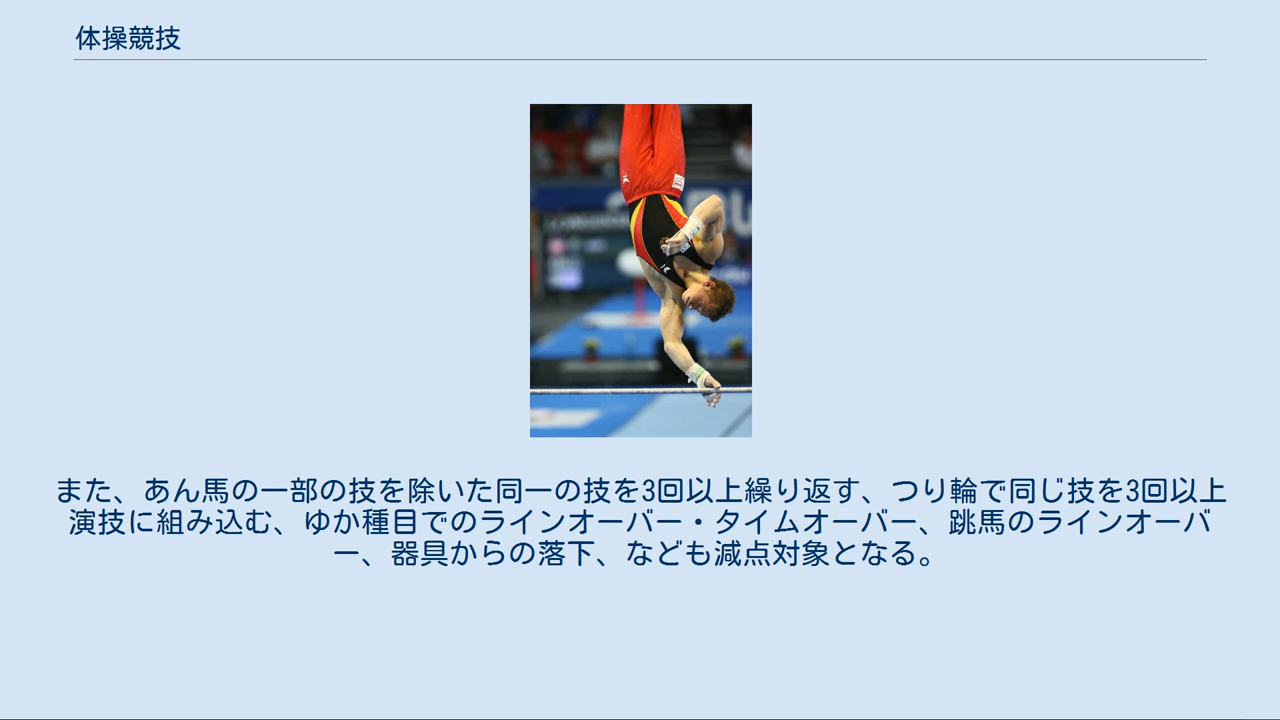 体操競技
また、あん馬の一部の技を除いた同一の技を3回以上繰り返す、つり輪で同じ技を3回以上
演技に組み込む、ゆか種目でのラインオーバー・タイムオーバー、跳馬のラインオーバ
ー、器具からの落下、なども減点対象となる。